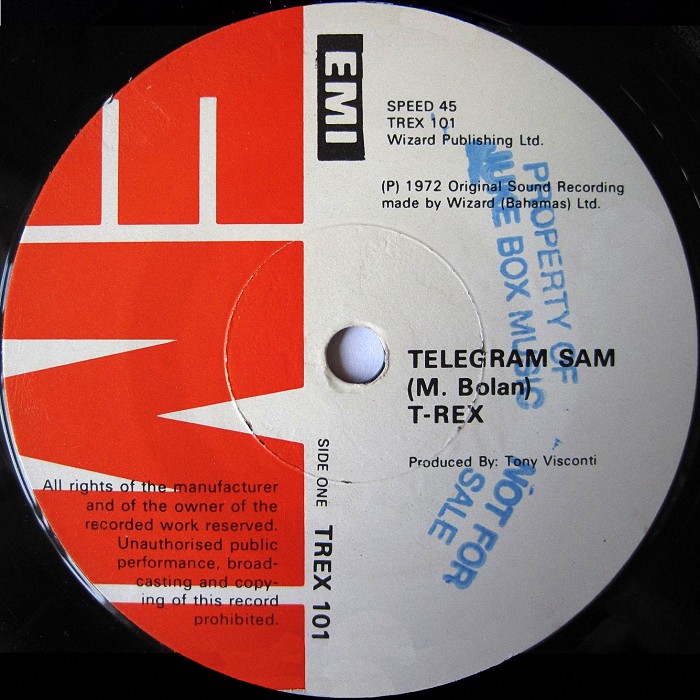 EMI
SPEED 45
TREX 101
Wizard Publishing Ltd.
(P) 1972 Original Sound Recording
made by Wizard (Bahamas) Ltd.
PROPERTY OF
JUKE BOX MUSIC
NOT FOR
SALE
TELEGRAM SAM
(M. Bolan)
T-REX
Produced By: Tony Visconti
SIDE ONE TREX 101
All rights of the manufacturer
and of the owner of the
recorded work reserved.
Unauthorised public
performance, broad-
casting and copy-
ing of this record
prohibited.
EMI